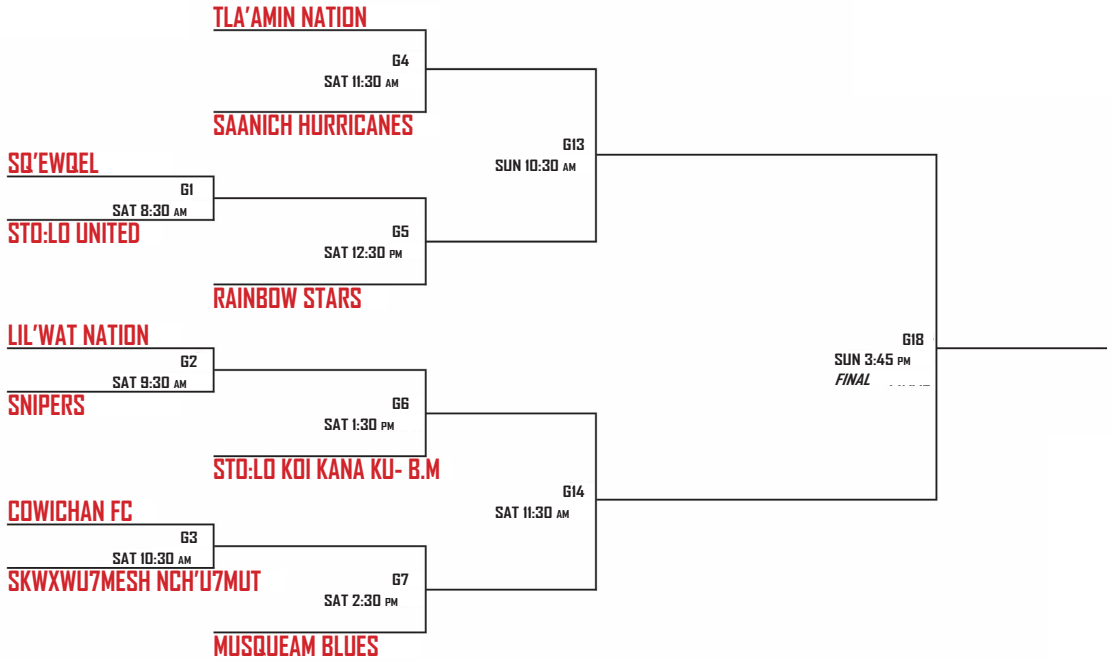 TLA'AMIN NATION
G4
SAT 11:30 AM
SAANICH HURRICANES
G13
SUN 10:30 AM
SQ'EWQEL
G1
SAT 8:30 AM
STO:LO UNITED
G5
SAT 12:30 PM
RAINBOW STARS
LIL'WAT NATION
G2
SAT 9:30 AM
SNIPERS
G6
SAT 1:30 PM
STO:LO KOI KANA KU- B.M
G18
SUN 3:45 PM
FINAL
G14
SAT 11:30 AM
COWICHAN FC
G3
SAT 10:30 AM
SKWXWU7MESH NCH'U7MUT
G7
SAT 2:30 PM
MUSQUEAM BLUES